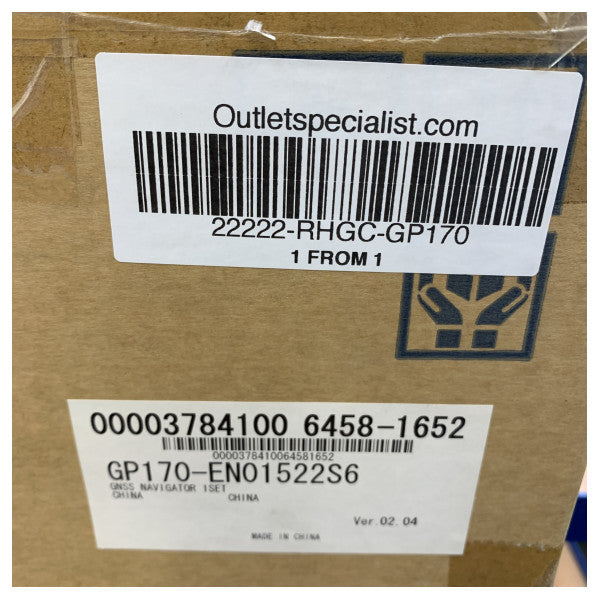 Outletspecialist.com
22222-RHGC-GP170
1 FROM 1
00003784100 6458-1652
0000378410064581652
GP170-EN01522S6
GNSS NAVIGATOR 1SET
CHINA CHINA
Ver.02.04
MADE IN CHINA